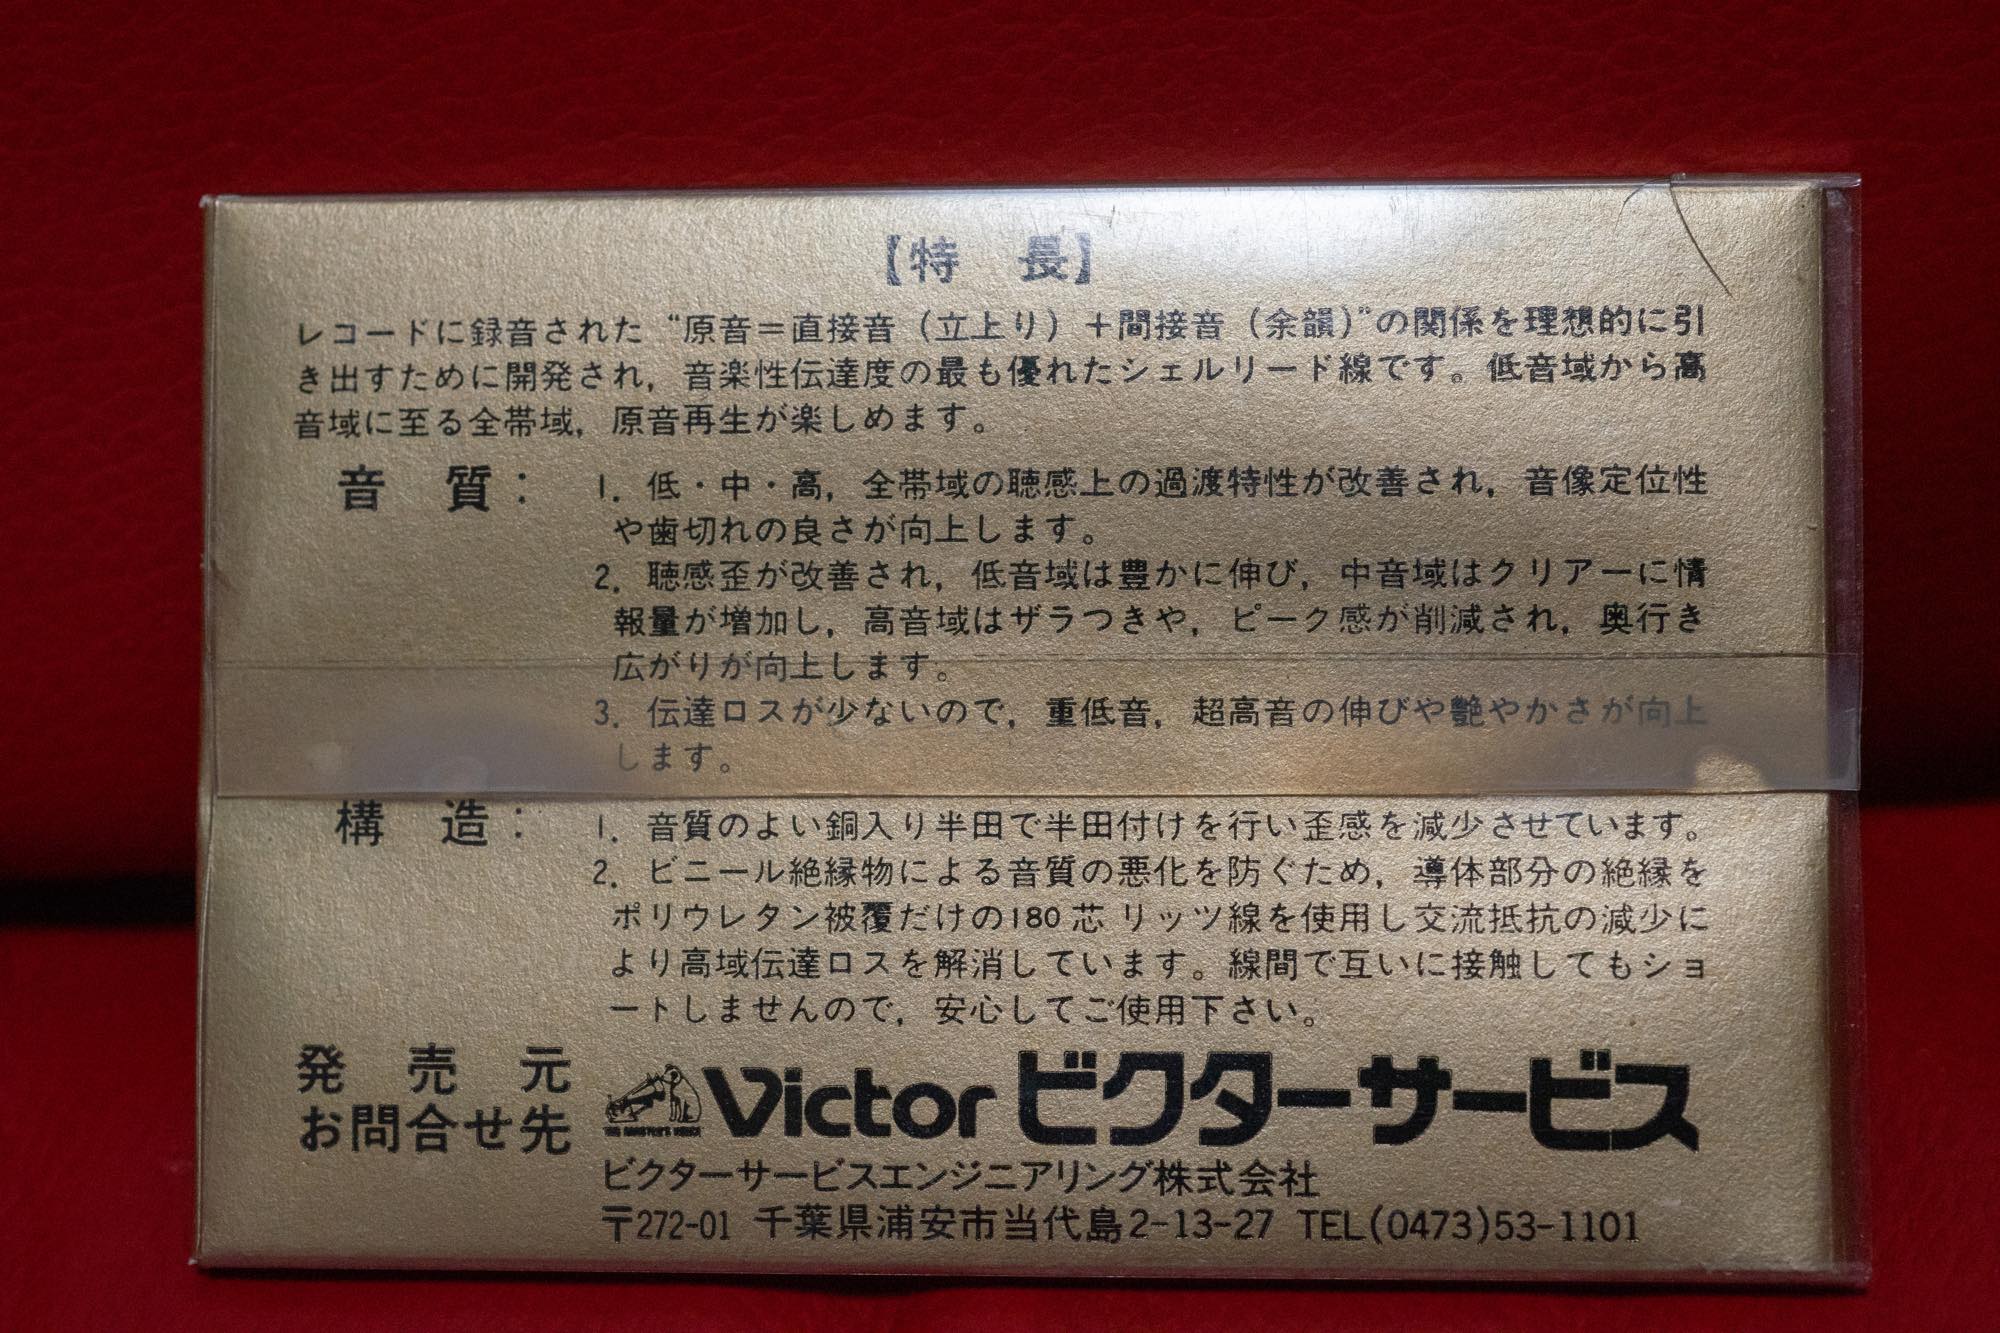 【特　長】
レコードに録音された“原音＝直接音（立上り）＋間接音（余韻）”の関係を理想的に引
き出すために開発され，音楽性伝達度の最も優れたシェルリード線です。低音域から高
音域に至る全帯域，原音再生が楽しめます。
音　質：　1．低・中・高，全帯域の聴感上の過渡特性が改善され，音像定位性
や歯切れの良さが向上します。
2．聴感歪が改善され，低音域は豊かに伸び，中音域はクリアーに情
報量が増加し，高音域はザラつきや，ピーク感が削減され，奥行き
広がりが向上します。
3．伝達ロスが少ないので，重低音，超高音の伸びや艶やかさが向上
します。
構　造：　1．音質のよい銅入り半田で半田付けを行い歪感を減少させています。
2．ビニール絶縁物による音質の悪化を防ぐため，導体部分の絶縁を
ポリウレタン被覆だけの180芯リッツ線を使用し交流抵抗の減少に
より高域伝達ロスを解消しています。線間で互いに接触してもショ
ートしませんので，安心してご使用下さい。
発　売　元
お問合せ先
"HIS MASTER'S VOICE"
Victor ビクターサービス
ビクターサービスエンジニアリング株式会社
〒272-01 千葉県浦安市当代島2-13-27 TEL(0473)53-1101